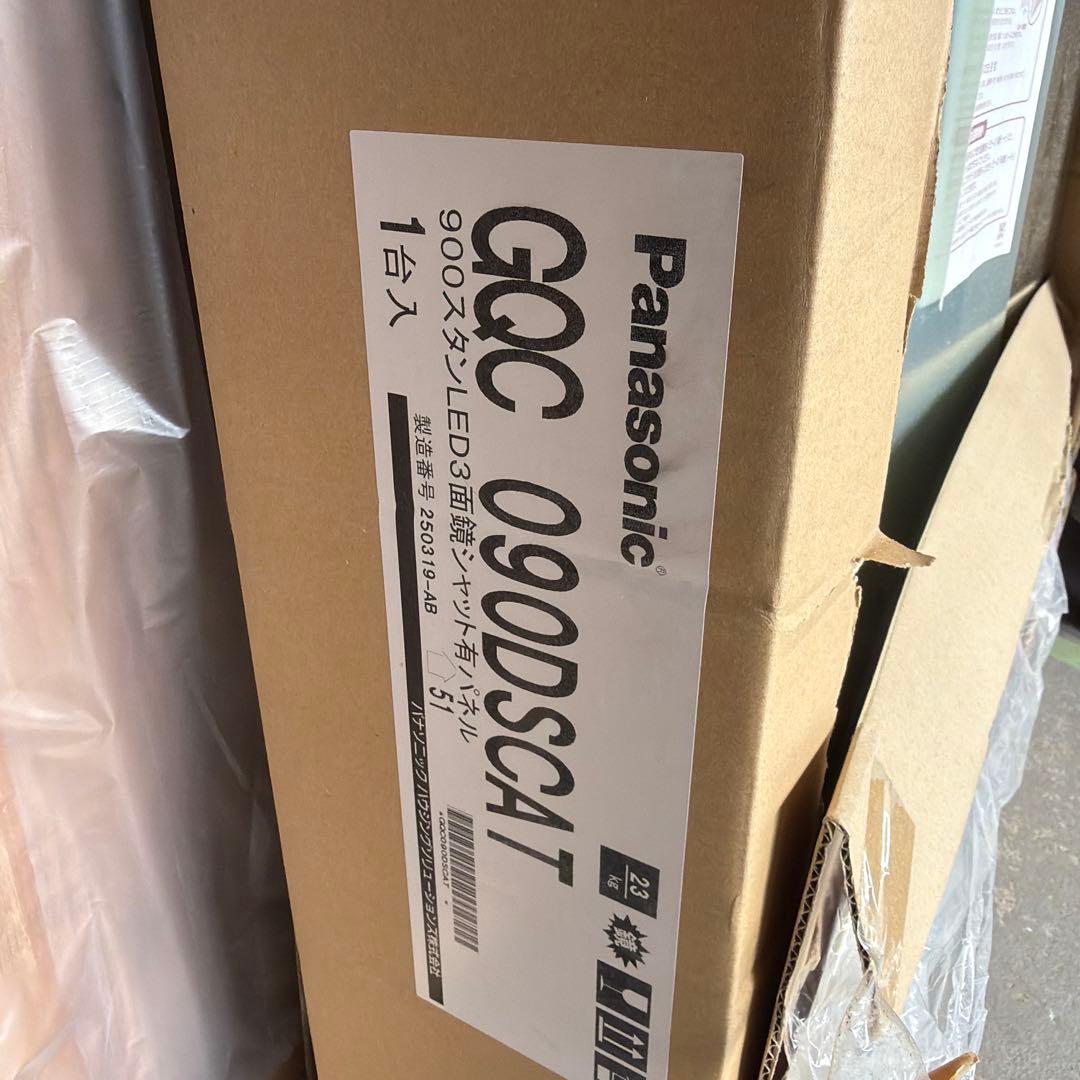 Panasonic®
GQC 090DSCAT
900スタンLED3面鏡シャット有パネル
1台入
製造番号 250319-AB
51
*GQC090DSCAT *
パナソニック ハウジングソリューションズ株式会社
23
kg
鏡